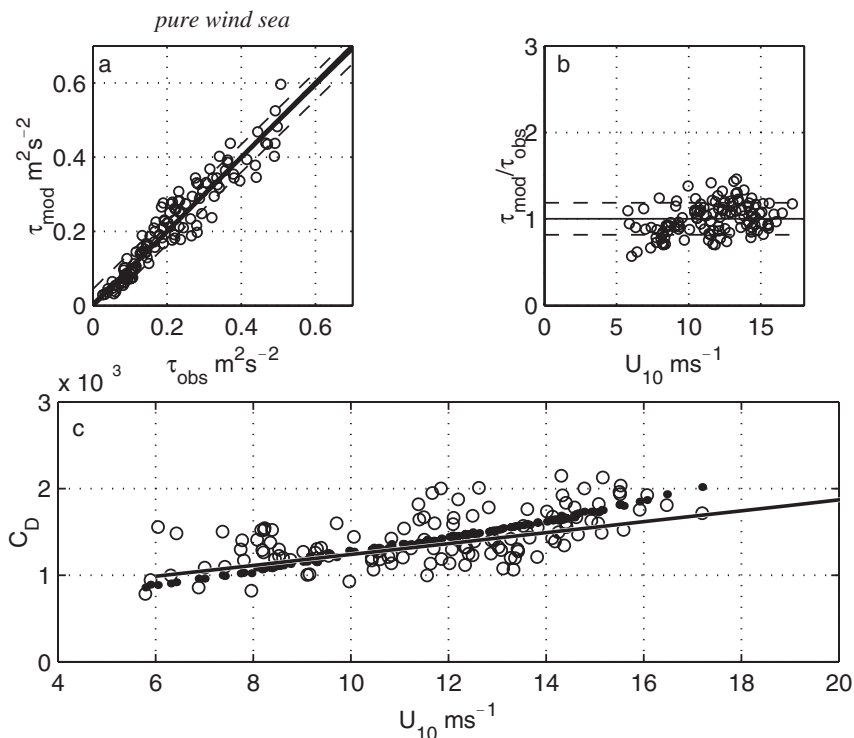 pure wind sea
a
0.6
0.4
0.2
0
τmod m²s⁻²
0 0.2 0.4 0.6
τobs m²s⁻²
b
3
2
1
0
τmod/τobs
0 5 10 15
U10 ms⁻¹
x 10 3
c
3
2
1
0
CD
4 6 8 10 12 14 16 18 20
U10 ms⁻¹